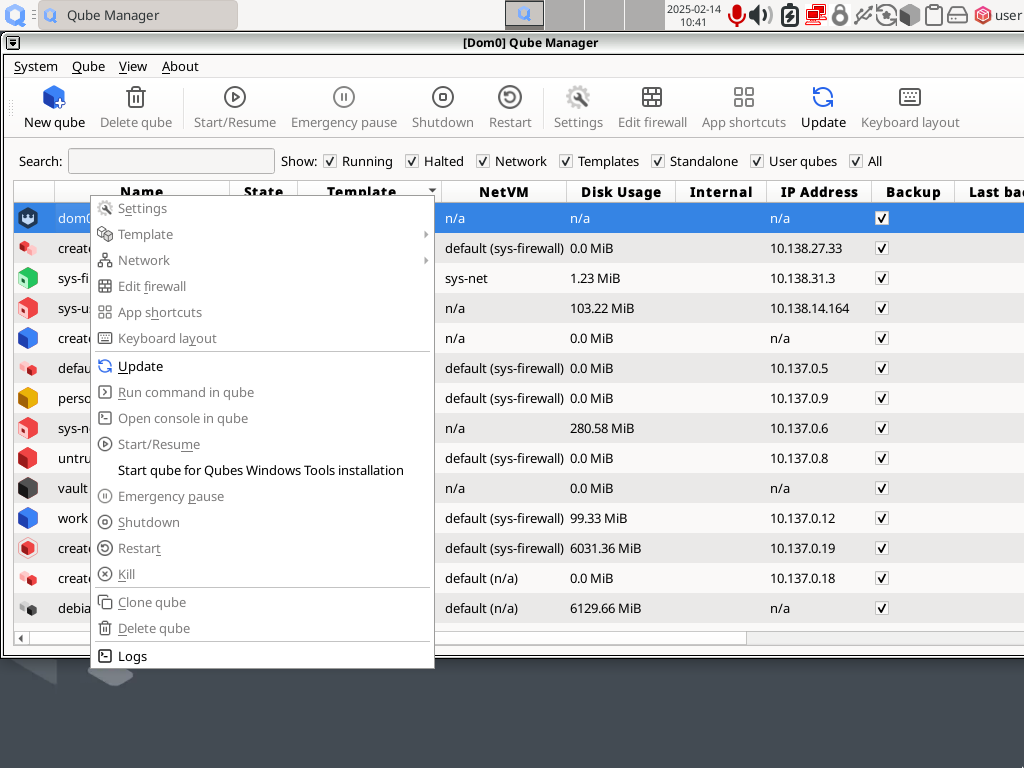 Qube Manager
2025-02-14
10:41
user
[Dom0] Qube Manager
System Qube View About
New qube Delete qube Start/Resume Emergency pause Shutdown Restart Settings Edit firewall App shortcuts Update Keyboard layout
Search: Show: Running Halted Network Templates Standalone User qubes All
Name State Template NetVM Disk Usage Internal IP Address Backup Last bac
dom0 n/a n/a n/a
create default (sys-firewall) 0.0 MiB 10.138.27.33
sys-fi sys-net 1.23 MiB 10.138.31.3
sys-u n/a 103.22 MiB 10.138.14.164
create n/a 0.0 MiB n/a
defau default (sys-firewall) 0.0 MiB 10.137.0.5
perso default (sys-firewall) 0.0 MiB 10.137.0.9
sys-n n/a 280.58 MiB 10.137.0.6
untru default (sys-firewall) 0.0 MiB 10.137.0.8
vault n/a 0.0 MiB n/a
work default (sys-firewall) 99.33 MiB 10.137.0.12
create default (sys-firewall) 6031.36 MiB 10.137.0.19
create default (n/a) 0.0 MiB 10.137.0.18
debia default (n/a) 6129.66 MiB n/a
Settings
Template
Network
Edit firewall
App shortcuts
Keyboard layout
Update
Run command in qube
Open console in qube
Start/Resume
Start qube for Qubes Windows Tools installation
Emergency pause
Shutdown
Restart
Kill
Clone qube
Delete qube
Logs